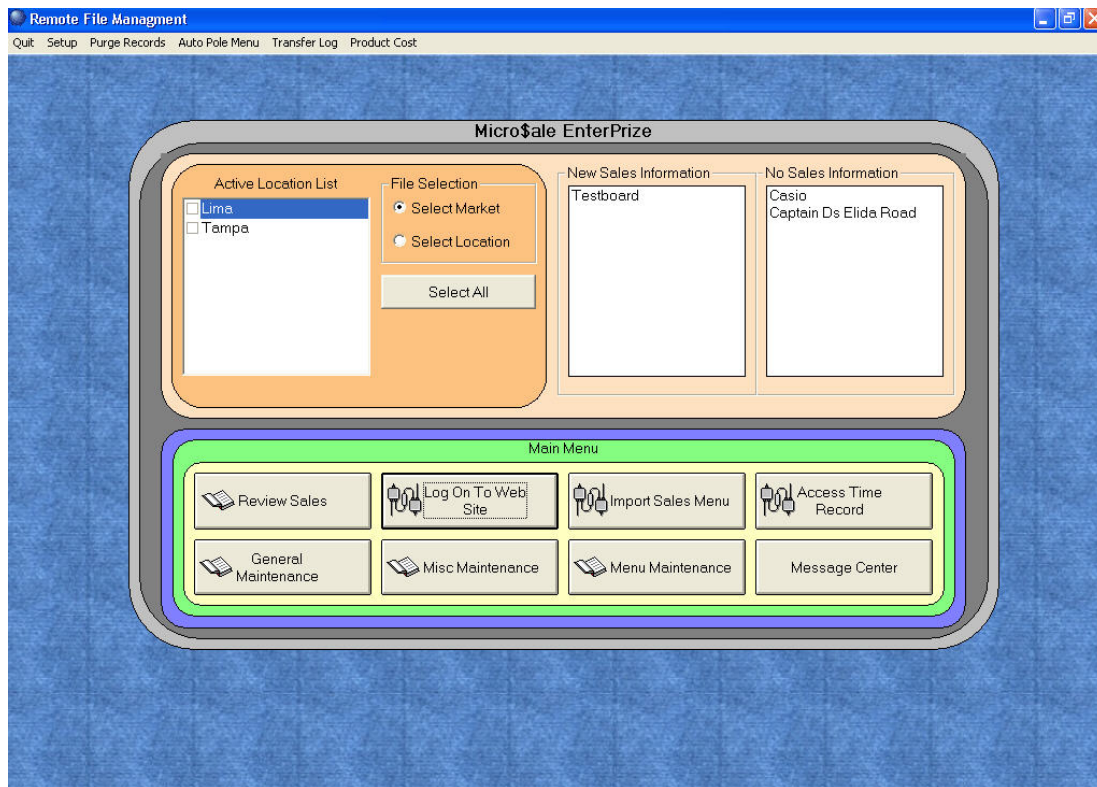 Remote File Managment
Quit Setup Purge Records Auto Pole Menu Transfer Log Product Cost
Micro$ale EnterPrize
Active Location List
Lima
Tampa
File Selection
Select Market
Select Location
Select All
New Sales Information
Testboard
No Sales Information
Casio
Captain Ds Elida Road
Main Menu
Review Sales
Log On To Web
Site
Import Sales Menu
Access Time
Record
General
Maintenance
Misc Maintenance
Menu Maintenance
Message Center